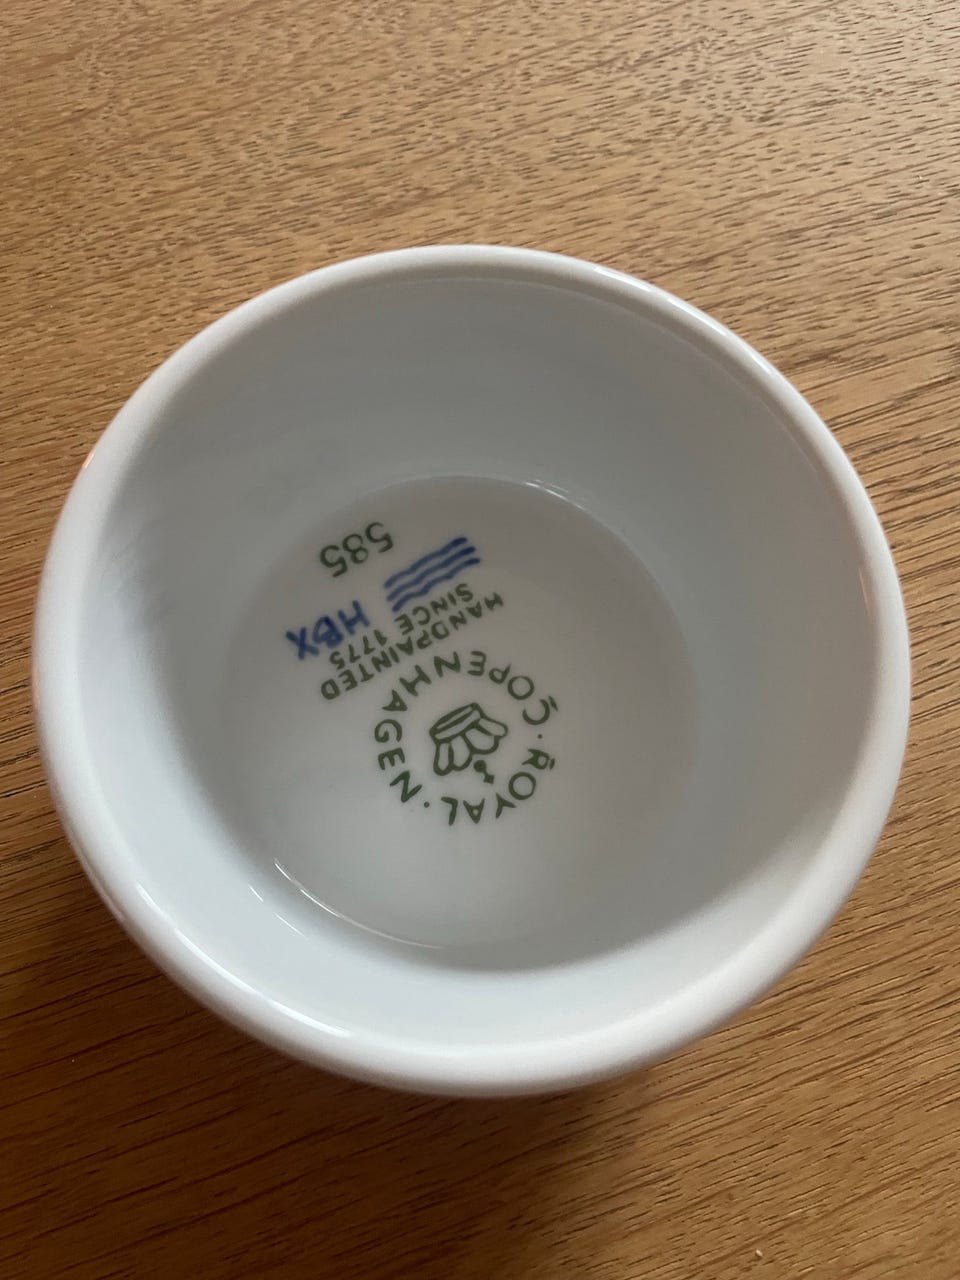 ROYAL · COPENHAGEN ·
HANDPAINTED
SINCE 1775
HBX
585